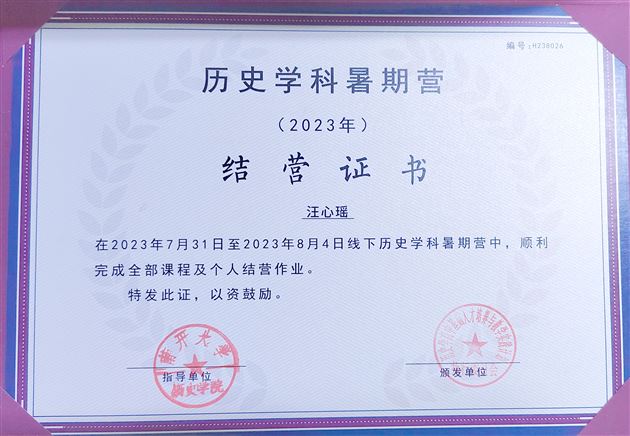 编号:H238026
历史学科暑期营
（2023年）
结营证书
汪心瑶
在2023年7月31日至2023年8月4日线下历史学科暑期营中，顺利
完成全部课程及个人结营作业。
特发此证，以资鼓励。
南开大学
历史学院
指导单位
颁发单位